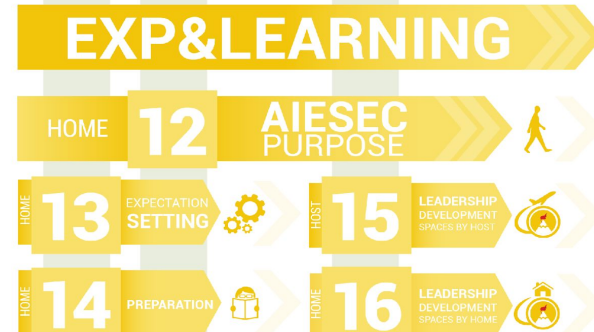 EXP&LEARNING
HOME 12 AIESEC
PURPOSE
HOME 13 EXPECTATION
SETTING
HOST 15 LEADERSHIP
DEVELOPMENT
SPACES BY HOST
HOME 14 PREPARATION
HOME 16 LEADERSHIP
DEVELOPMENT
SPACES BY HOME